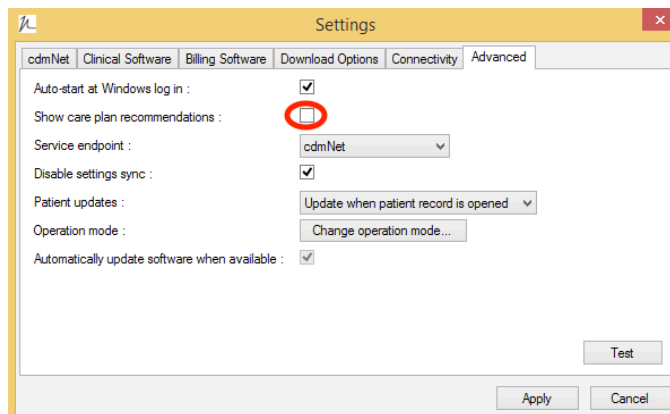 Settings
cdmNet Clinical Software Billing Software Download Options Connectivity Advanced
Auto-start at Windows log in :
Show care plan recommendations :
Service endpoint : cdmNet
Disable settings sync :
Patient updates : Update when patient record is opened
Operation mode : Change operation mode...
Automatically update software when available :
Test
Apply Cancel